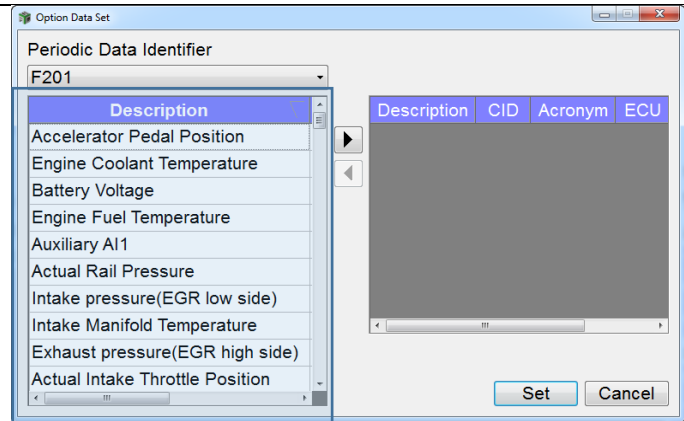 Option Data Set
Periodic Data Identifier
F201
Description
Accelerator Pedal Position
Engine Coolant Temperature
Battery Voltage
Engine Fuel Temperature
Auxiliary AI1
Actual Rail Pressure
Intake pressure(EGR low side)
Intake Manifold Temperature
Exhaust pressure(EGR high side)
Actual Intake Throttle Position
Description CID Acronym ECU
Set Cancel